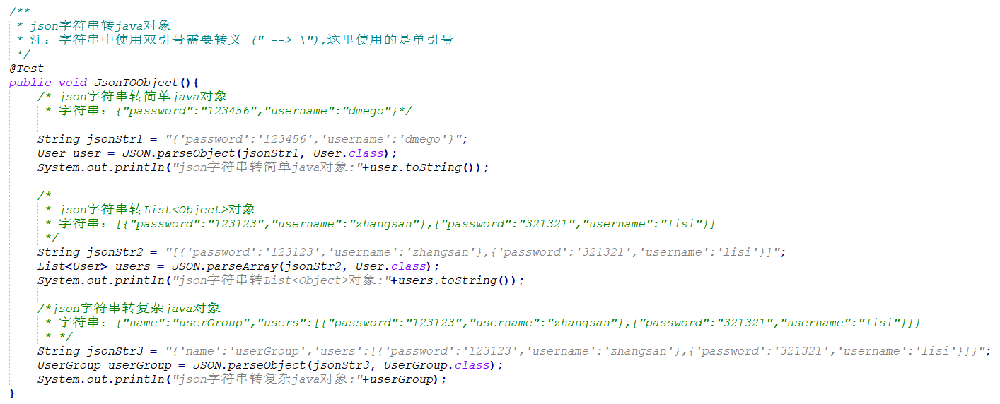 /**
 * json字符串转java对象
 * 注：字符串中使用双引号需要转义 (" --> \"),这里使用的是单引号
 */
@Test
public void JsonTOObject(){
    /* json字符串转简单java对象
     * 字符串：{"password":"123456","username":"dmego"}*/
    String jsonStr1 = "{'password':'123456','username':'dmego'}";
    User user = JSON.parseObject(jsonStr1, User.class);
    System.out.println("json字符串转简单java对象:"+user.toString());
    /*
     * json字符串转List<Object>对象
     * 字符串：[{"password":"123123","username":"zhangsan"},{"password":"321321","username":"lisi"}]
     */
    String jsonStr2 = "[{'password':'123123','username':'zhangsan'},{'password':'321321','username':'lisi'}]";
    List<User> users = JSON.parseArray(jsonStr2, User.class);
    System.out.println("json字符串转List<Object>对象:"+users.toString());
    /*json字符串转复杂java对象
     * 字符串：{"name":"userGroup","users":[{"password":"123123","username":"zhangsan"},{"password":"321321","username":"lisi"}]}
     * */
    String jsonStr3 = "{'name':'userGroup','users':[{'password':'123123','username':'zhangsan'},{'password':'321321','username':'lisi'}]}";
    UserGroup userGroup = JSON.parseObject(jsonStr3, UserGroup.class);
    System.out.println("json字符串转复杂java对象:"+userGroup);
}